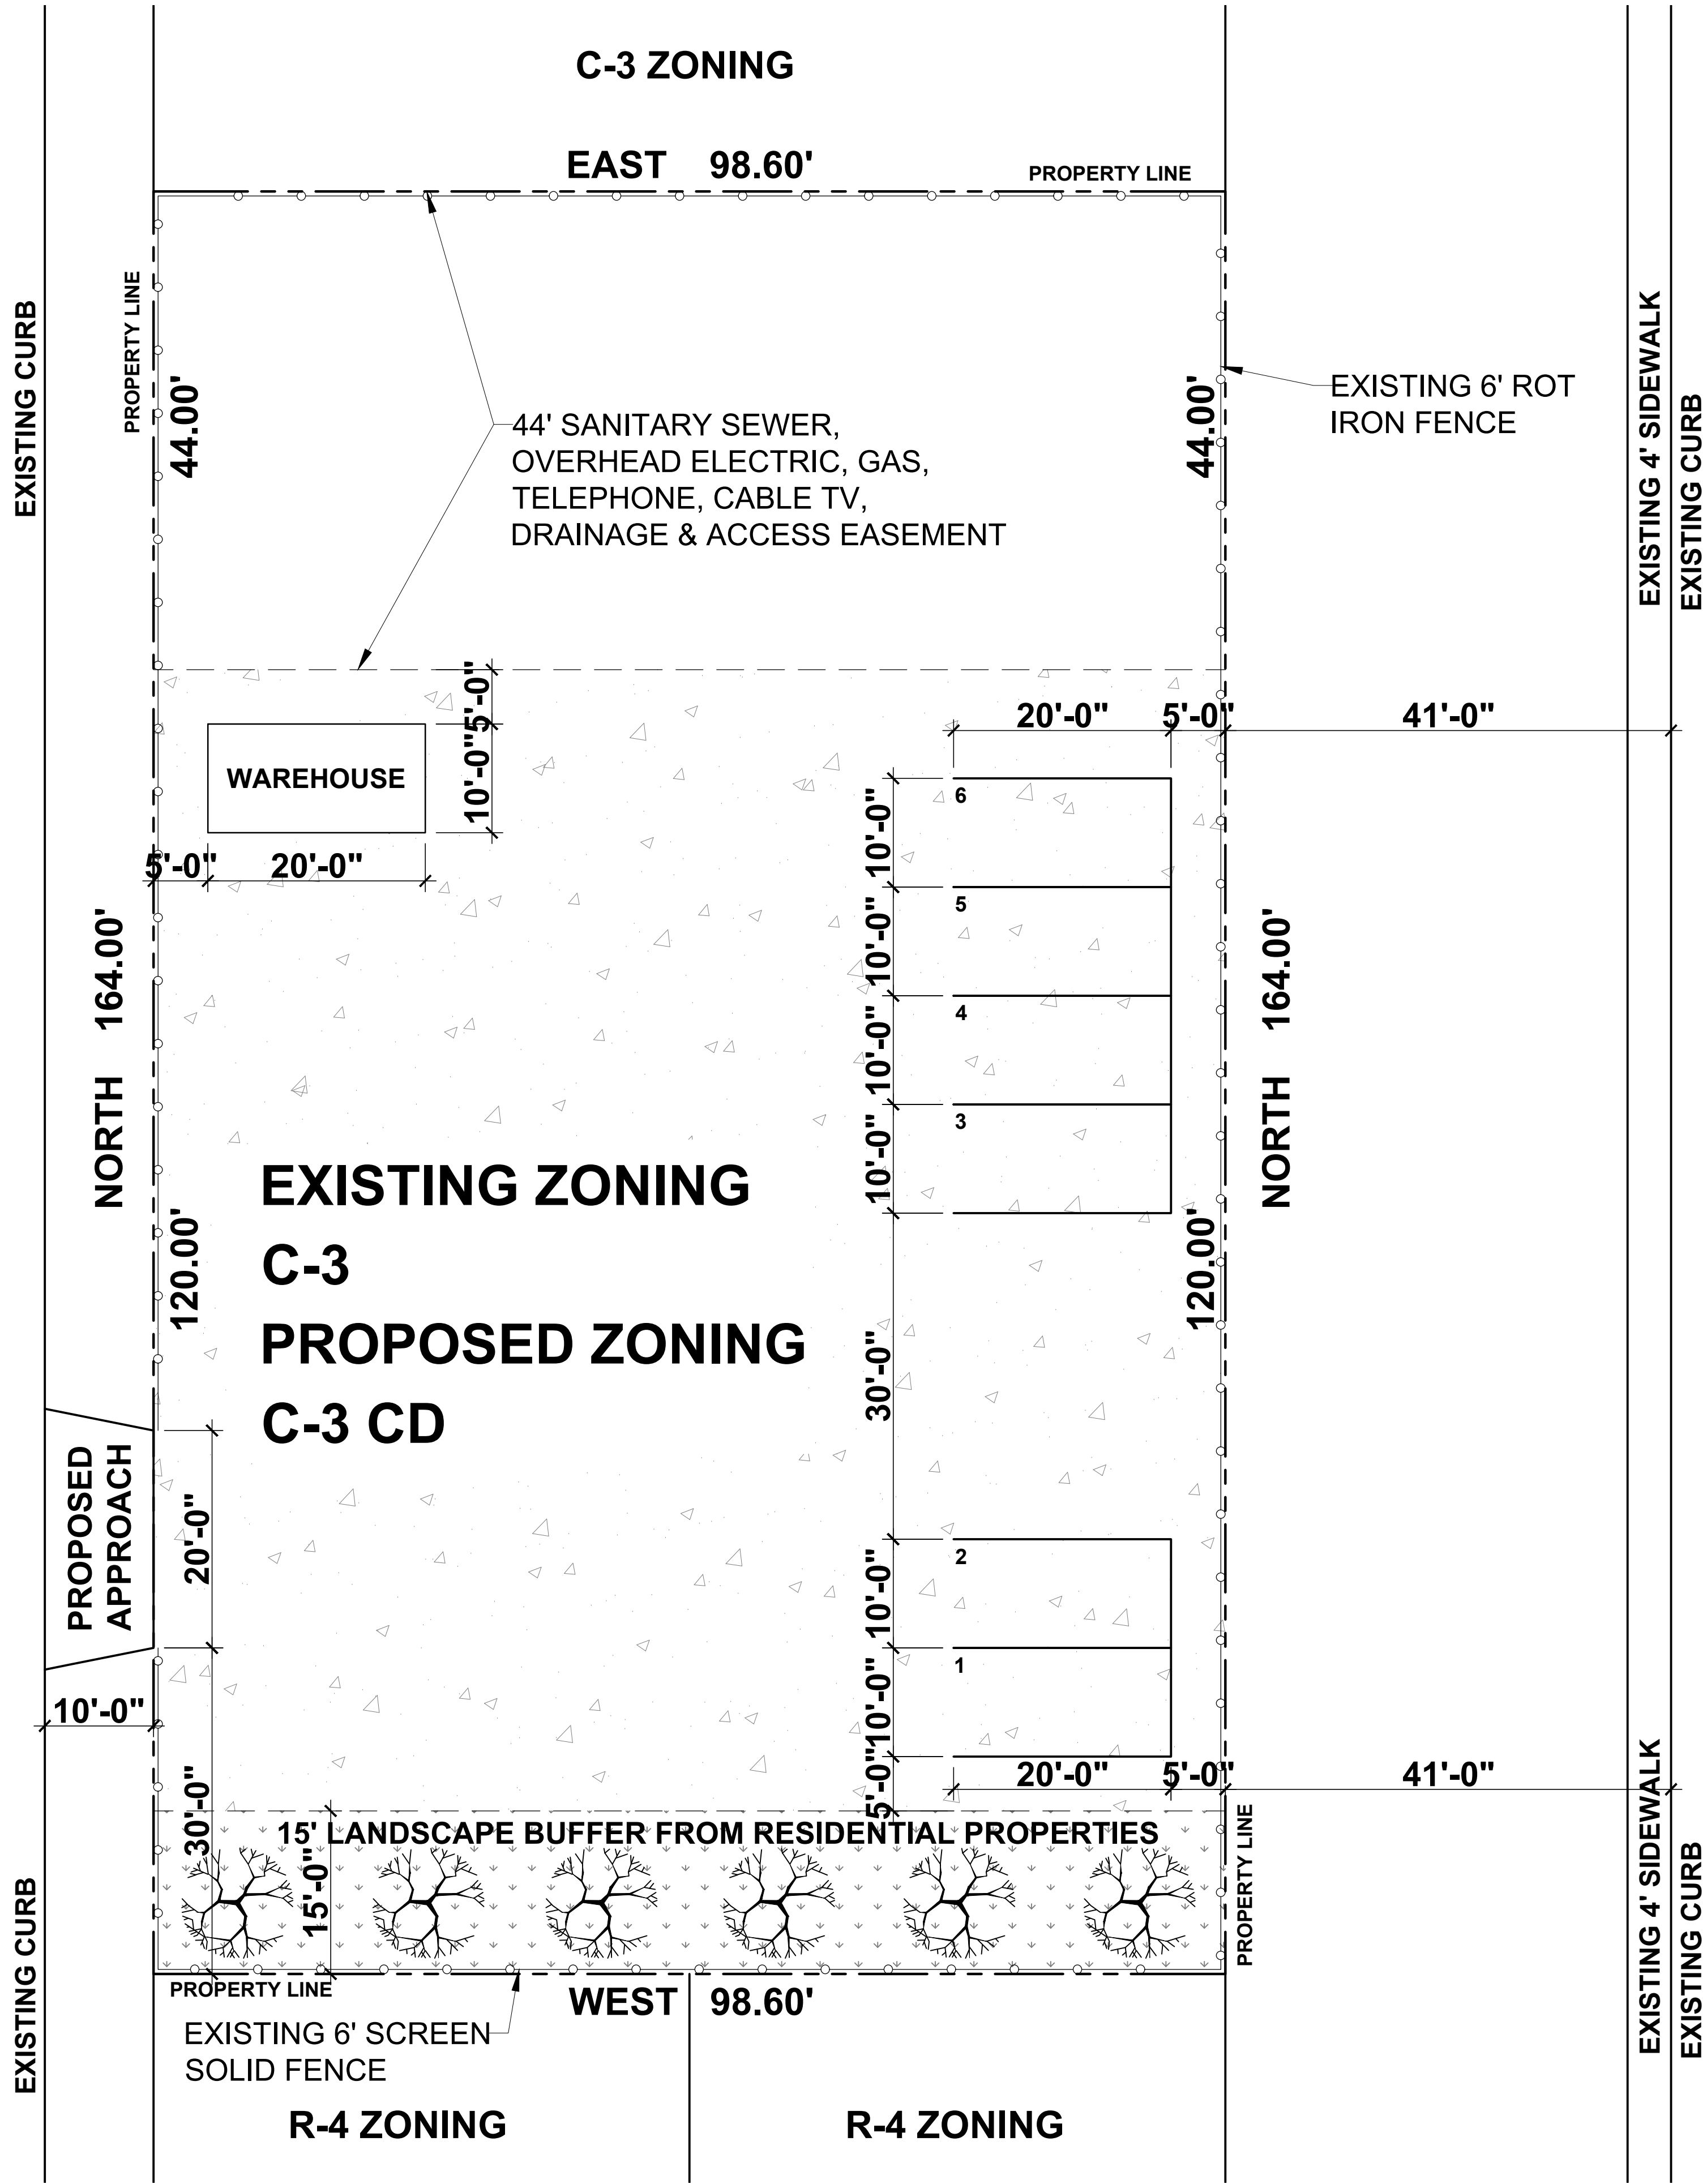 C-3 ZONING
EAST 98.60'
PROPERTY LINE
EXISTING CURB
PROPERTY LINE
44.00'
44' SANITARY SEWER,
OVERHEAD ELECTRIC, GAS,
TELEPHONE, CABLE TV,
DRAINAGE & ACCESS EASEMENT
44.00'
EXISTING 6' ROT
IRON FENCE
EXISTING 4' SIDEWALK
EXISTING CURB
5'-0"
10'-0"
WAREHOUSE
5'-0"
20'-0"
20'-0"
5'-0"
41'-0"
6
10'-0"
5
10'-0"
4
10'-0"
3
10'-0"
NORTH 164.00'
NORTH 164.00'
120.00'
120.00'
EXISTING ZONING
C-3
PROPOSED ZONING
C-3 CD
30'-0"
PROPOSED
APPROACH
20'-0"
2
10'-0"
1
10'-0"
5'-0"
10'-0"
30'-0"
20'-0"
5'-0"
41'-0"
15' LANDSCAPE BUFFER FROM RESIDENTIAL PROPERTIES
15'-0"
PROPERTY LINE
EXISTING 4' SIDEWALK
EXISTING CURB
EXISTING CURB
PROPERTY LINE
WEST 98.60'
EXISTING 6' SCREEN
SOLID FENCE
R-4 ZONING
R-4 ZONING